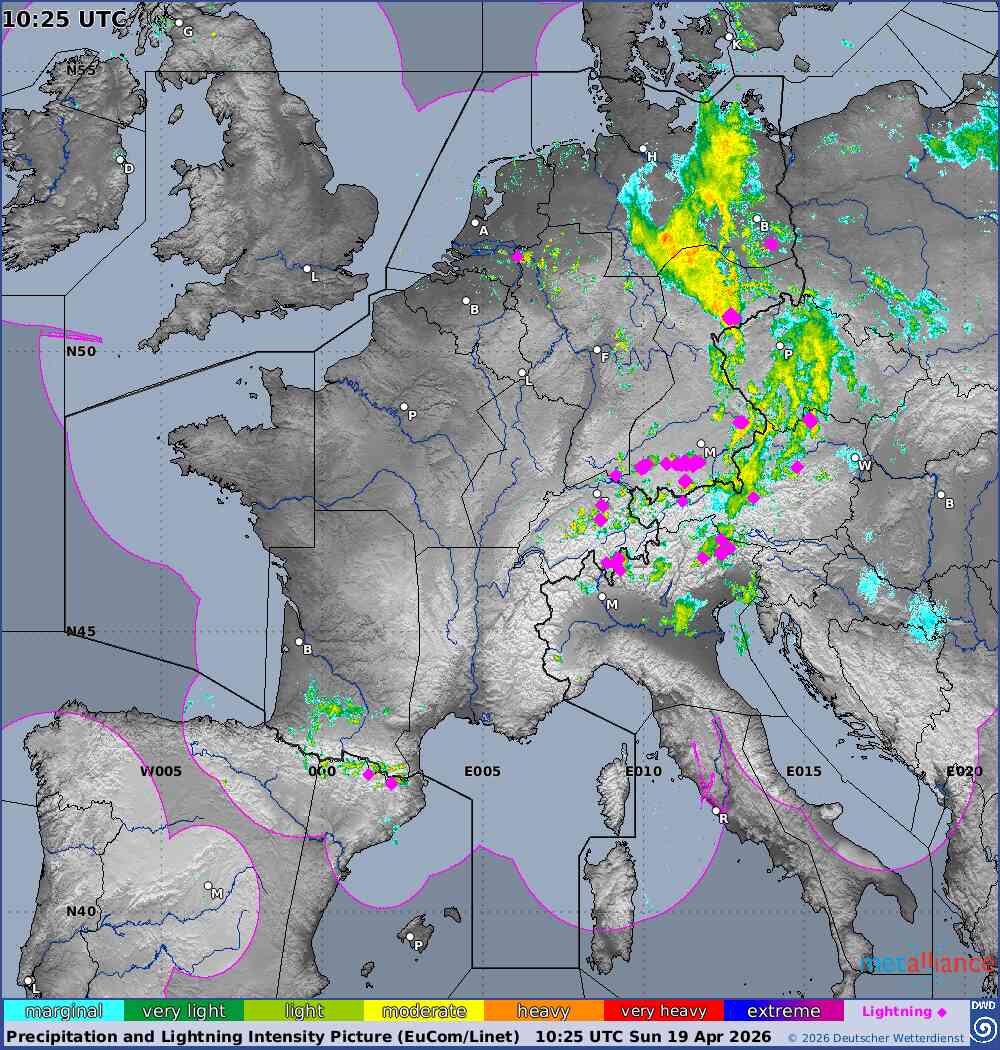 10:25 UTC
G
K
N55
H
D
B
A
L
B
N50
P
F
L
P
M
W
Z
B
M
N45
B
W005
000
E005
E010
E015
E020
R
M
N40
P
L
metalliance
marginal very light light moderate heavy very heavy extreme Lightning
DWD
Precipitation and Lightning Intensity Picture (EuCom/Linet) 10:25 UTC Sun 19 Apr 2026 © 2026 Deutscher Wetterdienst